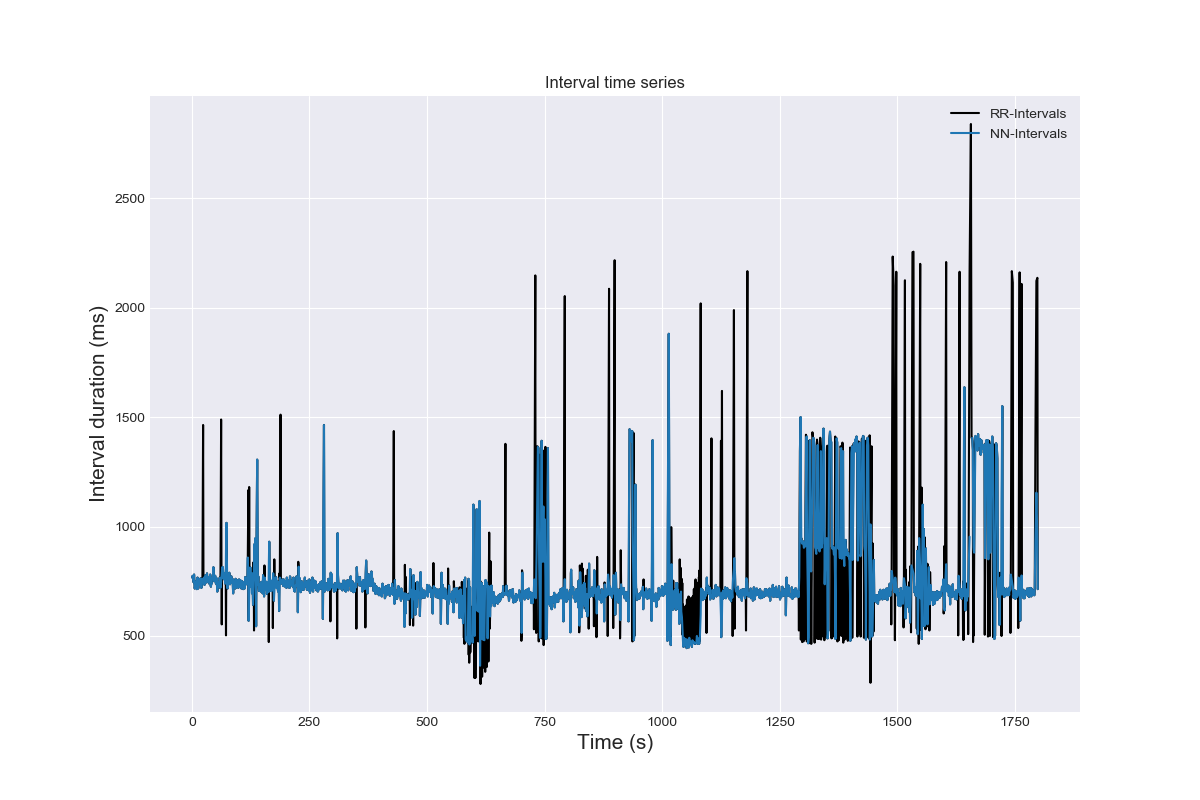 Interval time series
RR-Intervals
NN-Intervals
Interval duration (ms)
2500
2000
1500
1000
500
0 250 500 750 1000 1250 1500 1750
Time (s)